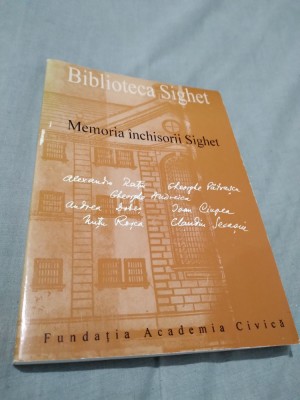 Biblioteca Sighet
Memoria închisorii Sighet
Alexandru Rațiu Gheorghe Pătrașcu
Gheorghe Andreica
Andrea Dobeș Ioan Ciupea
Nuțu Roșca Claudiu Secașiu
Fundația Academia Civică